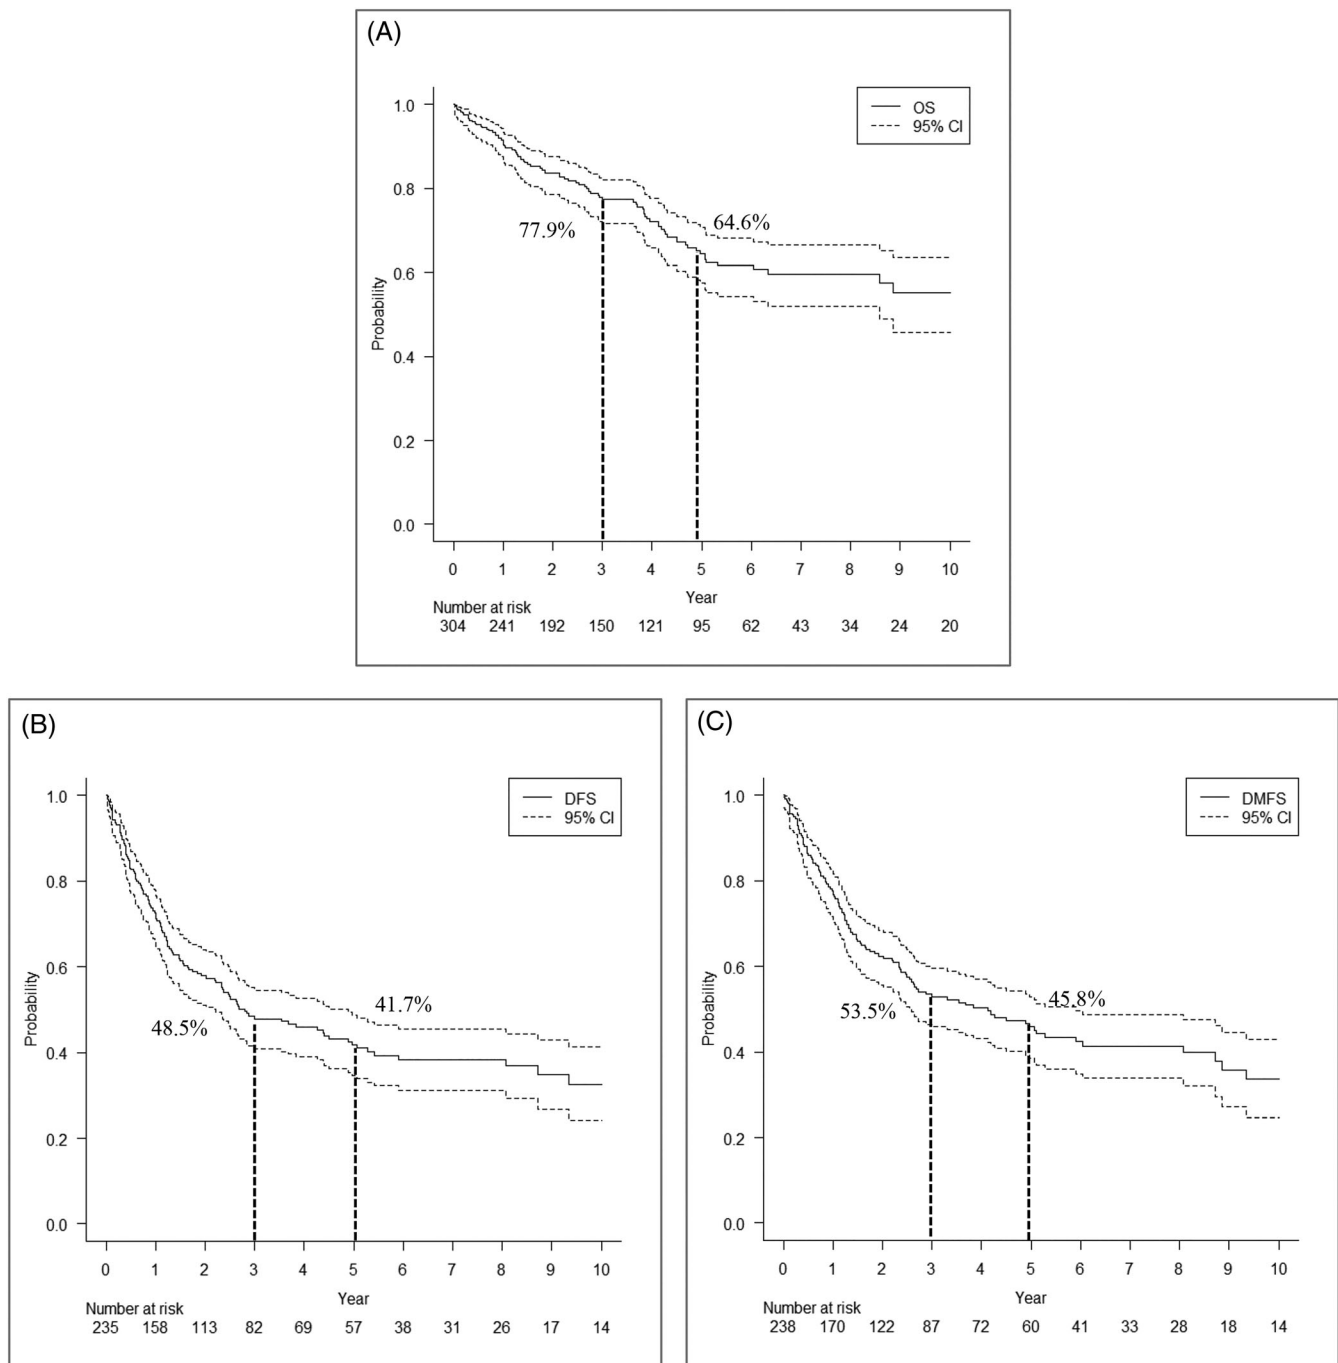 (A)
OS
95% CI
1.0
0.8
0.6
0.4
0.2
0.0
Probability
77.9%
64.6%
0 1 2 3 4 5 6 7 8 9 10
Year
Number at risk
304 241 192 150 121 95 62 43 34 24 20
(B)
DFS
95% CI
1.0
0.8
0.6
0.4
0.2
0.0
Probability
48.5%
41.7%
0 1 2 3 4 5 6 7 8 9 10
Year
Number at risk
235 158 113 82 69 57 38 31 26 17 14
(C)
DMFS
95% CI
1.0
0.8
0.6
0.4
0.2
0.0
Probability
53.5%
45.8%
0 1 2 3 4 5 6 7 8 9 10
Year
Number at risk
238 170 122 87 72 60 41 33 28 18 14